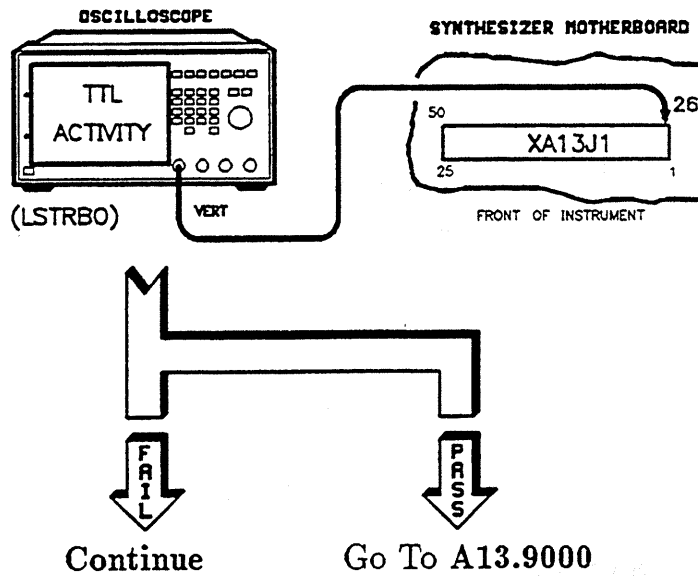 OSCILLOSCOPE
SYNTHESIZER MOTHERBOARD
TTL
ACTIVITY
50
26
XA13J1
25
1
(LSTRBO)
VERT
FRONT OF INSTRUMENT
FAIL
PASS
Continue
Go To A13.9000